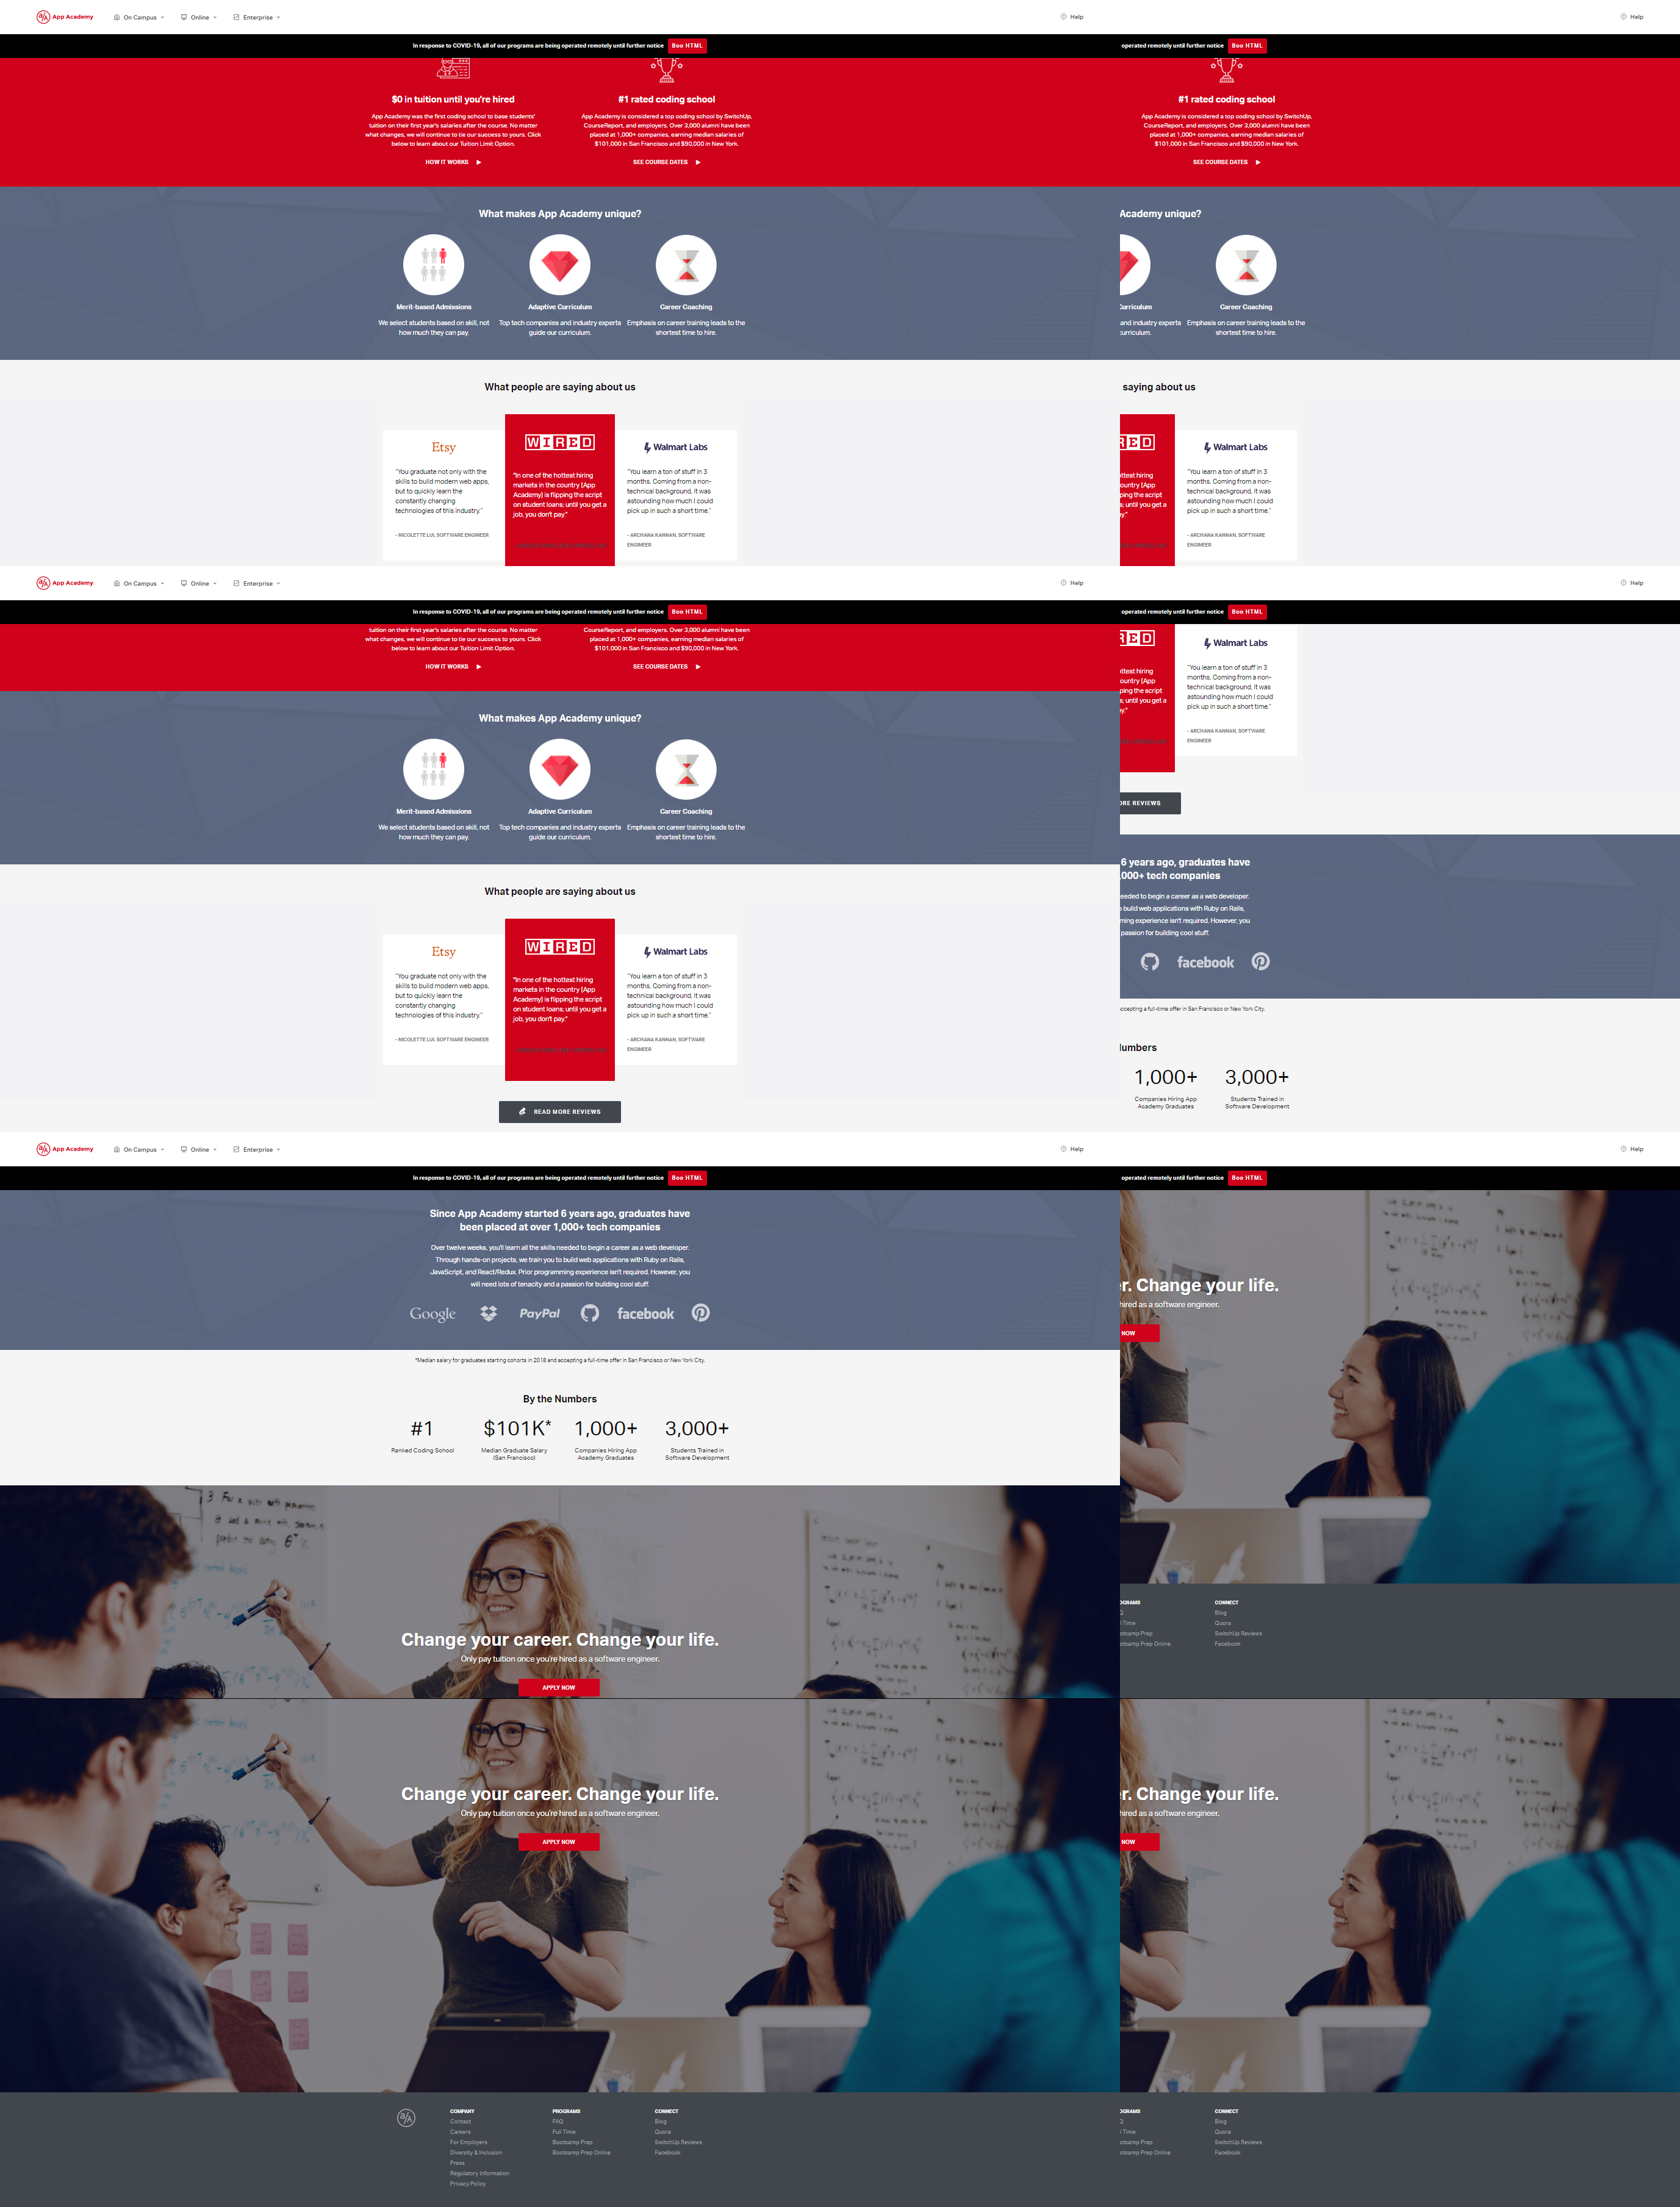 App Academy
On Campus
Online
Enterprise
Help
Help
In response to COVID-19, all of our programs are being operated remotely until further notice
Boo HTML
operated remotely until further notice
Boo HTML
$0 in tuition until you're hired
App Academy was the first coding school to base students'
tuition on their first year's salaries after the course. No matter
what changes, we will continue to tie our success to yours. Click
below to learn about our Tuition Limit Option.
HOW IT WORKS
#1 rated coding school
App Academy is considered a top coding school by SwitchUp,
CourseReport, and employers. Over 3,000 alumni have been
placed at 1,000+ companies, earning median salaries of
$101,000 in San Francisco and $90,000 in New York.
SEE COURSE DATES
#1 rated coding school
App Academy is considered a top coding school by SwitchUp,
CourseReport, and employers. Over 3,000 alumni have been
placed at 1,000+ companies, earning median salaries of
$101,000 in San Francisco and $90,000 in New York.
SEE COURSE DATES
What makes App Academy unique?
Merit-based Admissions
We select students based on skill, not
how much they can pay.
Adaptive Curriculum
Top tech companies and industry experts
guide our curriculum.
Career Coaching
Emphasis on career training leads to the
shortest time to hire.
Academy unique?
Curriculum
and industry experts
curriculum.
Career Coaching
Emphasis on career training leads to the
shortest time to hire.
What people are saying about us
Etsy
"You graduate not only with the
skills to build modern web apps,
but to quickly learn the
constantly changing
technologies of this industry."
- NICOLETTE LUI, SOFTWARE ENGINEER
WIRED
"In one of the hottest hiring
markets in the country [App
Academy] is flipping the script
on student loans; until you get a
job, you don't pay."
Walmart Labs
"You learn a ton of stuff in 3
months. Coming from a non-
technical background, it was
astounding how much I could
pick up in such a short time."
- ARCHANA KANNAN, SOFTWARE
ENGINEER
saying about us
RED
ottest hiring
ountry [App
ping the script
s; until you get a
y."
Walmart Labs
"You learn a ton of stuff in 3
months. Coming from a non-
technical background, it was
astounding how much I could
pick up in such a short time."
- ARCHANA KANNAN, SOFTWARE
ENGINEER
App Academy
On Campus
Online
Enterprise
Help
Help
In response to COVID-19, all of our programs are being operated remotely until further notice
Boo HTML
operated remotely until further notice
Boo HTML
tuition on their first year's salaries after the course. No matter
what changes, we will continue to tie our success to yours. Click
below to learn about our Tuition Limit Option.
HOW IT WORKS
CourseReport, and employers. Over 3,000 alumni have been
placed at 1,000+ companies, earning median salaries of
$101,000 in San Francisco and $90,000 in New York.
SEE COURSE DATES
What makes App Academy unique?
Merit-based Admissions
We select students based on skill, not
how much they can pay.
Adaptive Curriculum
Top tech companies and industry experts
guide our curriculum.
Career Coaching
Emphasis on career training leads to the
shortest time to hire.
What people are saying about us
Etsy
"You graduate not only with the
skills to build modern web apps,
but to quickly learn the
constantly changing
technologies of this industry."
- NICOLETTE LUI, SOFTWARE ENGINEER
WIRED
"In one of the hottest hiring
markets in the country [App
Academy] is flipping the script
on student loans; until you get a
job, you don't pay."
Walmart Labs
"You learn a ton of stuff in 3
months. Coming from a non-
technical background, it was
astounding how much I could
pick up in such a short time."
- ARCHANA KANNAN, SOFTWARE
ENGINEER
READ MORE REVIEWS
RED
ottest hiring
ountry [App
ping the script
s; until you get a
y."
Walmart Labs
"You learn a ton of stuff in 3
months. Coming from a non-
technical background, it was
astounding how much I could
pick up in such a short time."
- ARCHANA KANNAN, SOFTWARE
ENGINEER
ORE REVIEWS
6 years ago, graduates have
,000+ tech companies
eeded to begin a career as a web developer.
build web applications with Ruby on Rails,
ming experience isn't required. However, you
passion for building cool stuff.
facebook
accepting a full-time offer in San Francisco or New York City.
Numbers
1,000+
Companies Hiring App
Academy Graduates
3,000+
Students Trained in
Software Development
App Academy
On Campus
Online
Enterprise
Help
Help
In response to COVID-19, all of our programs are being operated remotely until further notice
Boo HTML
operated remotely until further notice
Boo HTML
Since App Academy started 6 years ago, graduates have
been placed at over 1,000+ tech companies
Over twelve weeks, you'll learn all the skills needed to begin a career as a web developer.
Through hands-on projects, we train you to build web applications with Ruby on Rails,
JavaScript, and React/Redux. Prior programming experience isn't required. However, you
will need lots of tenacity and a passion for building cool stuff.
Google
PayPal
facebook
*Median salary for graduates starting cohorts in 2018 and accepting a full-time offer in San Francisco or New York City.
By the Numbers
#1
Ranked Coding School
$101K*
Median Graduate Salary
(San Francisco)
1,000+
Companies Hiring App
Academy Graduates
3,000+
Students Trained in
Software Development
Change your career. Change your life.
Only pay tuition once you're hired as a software engineer.
APPLY NOW
r. Change your life.
hired as a software engineer.
NOW
OGRAMS
Q
l Time
otcamp Prep
otcamp Prep Online
CONNECT
Blog
Quora
SwitchUp Reviews
Facebook
Change your career. Change your life.
Only pay tuition once you're hired as a software engineer.
APPLY NOW
r. Change your life.
hired as a software engineer.
NOW
a/A
COMPANY
Contact
Careers
For Employers
Diversity & Inclusion
Press
Regulatory Information
Privacy Policy
PROGRAMS
FAQ
Full Time
Bootcamp Prep
Bootcamp Prep Online
CONNECT
Blog
Quora
SwitchUp Reviews
Facebook
OGRAMS
Q
l Time
otcamp Prep
otcamp Prep Online
CONNECT
Blog
Quora
SwitchUp Reviews
Facebook